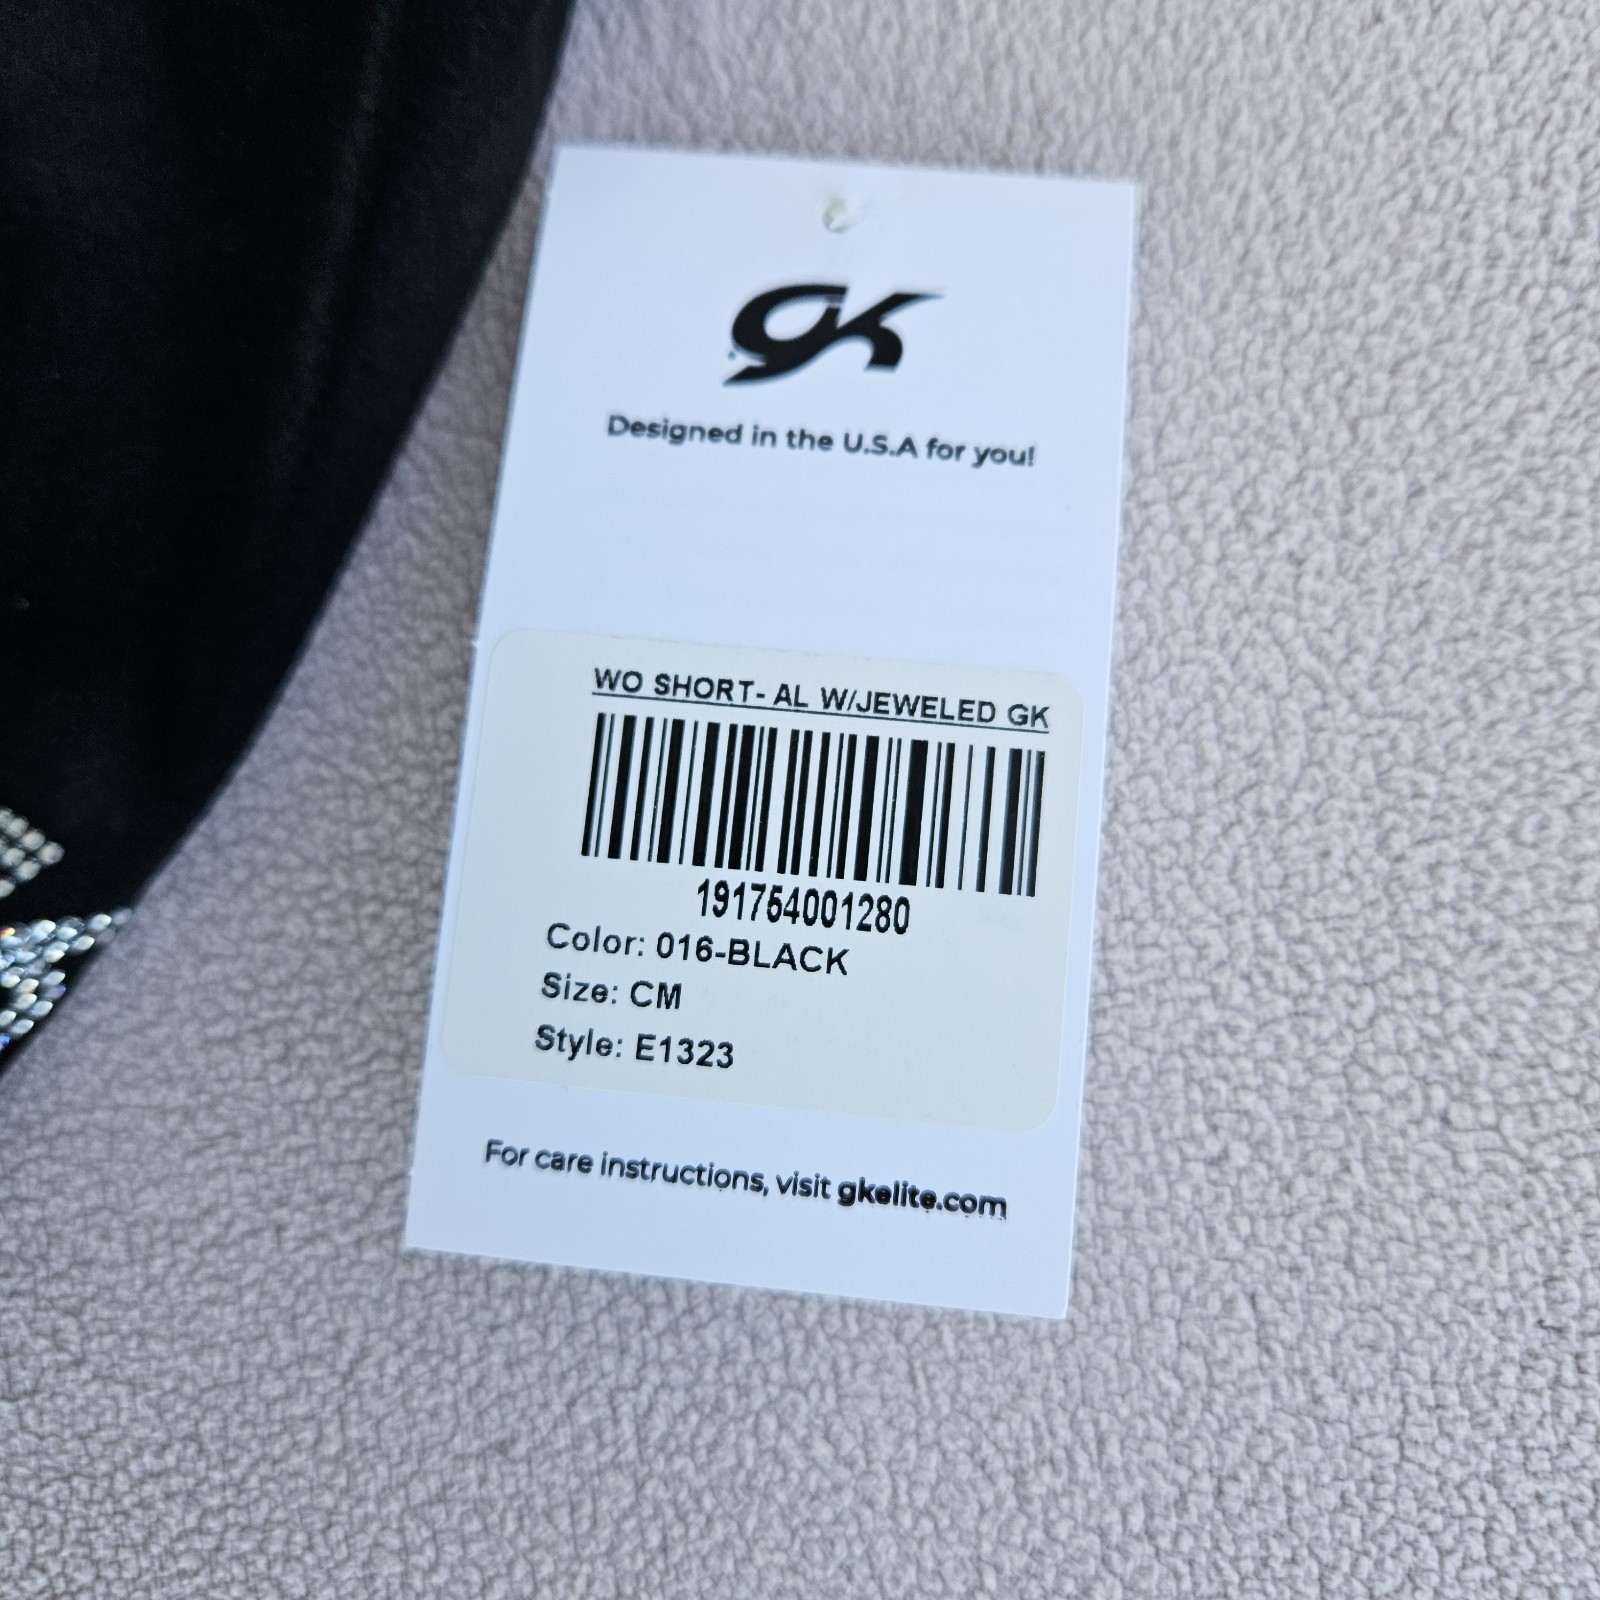 GK
Designed in the U.S.A for you!
WO SHORT- AL W/JEWELED GK
191754001280
Color: 016-BLACK
Size: CM
Style: E1323
For care instructions, visit gkelite.com